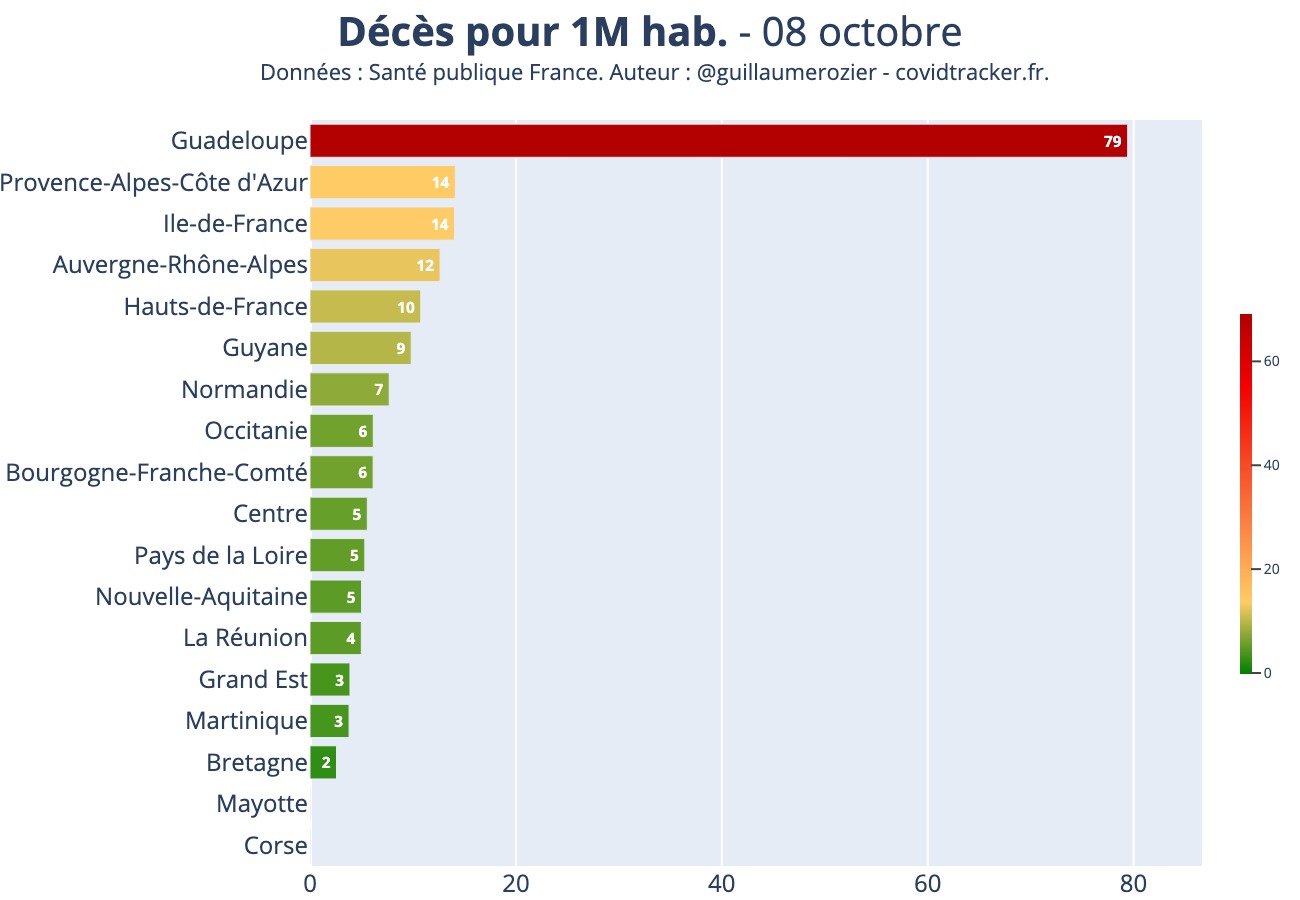 Décès pour 1M hab. - 08 octobre
Données : Santé publique France. Auteur : @guillaumerozier - covidtracker.fr.
Guadeloupe 79
Provence-Alpes-Côte d'Azur 14
Ile-de-France 14
Auvergne-Rhône-Alpes 12
Hauts-de-France 10
Guyane 9
Normandie 7
Occitanie 6
Bourgogne-Franche-Comté 6
Centre 5
Pays de la Loire 5
Nouvelle-Aquitaine 5
La Réunion 4
Grand Est 3
Martinique 3
Bretagne 2
Mayotte
Corse
0 20 40 60 80
60
40
20
0